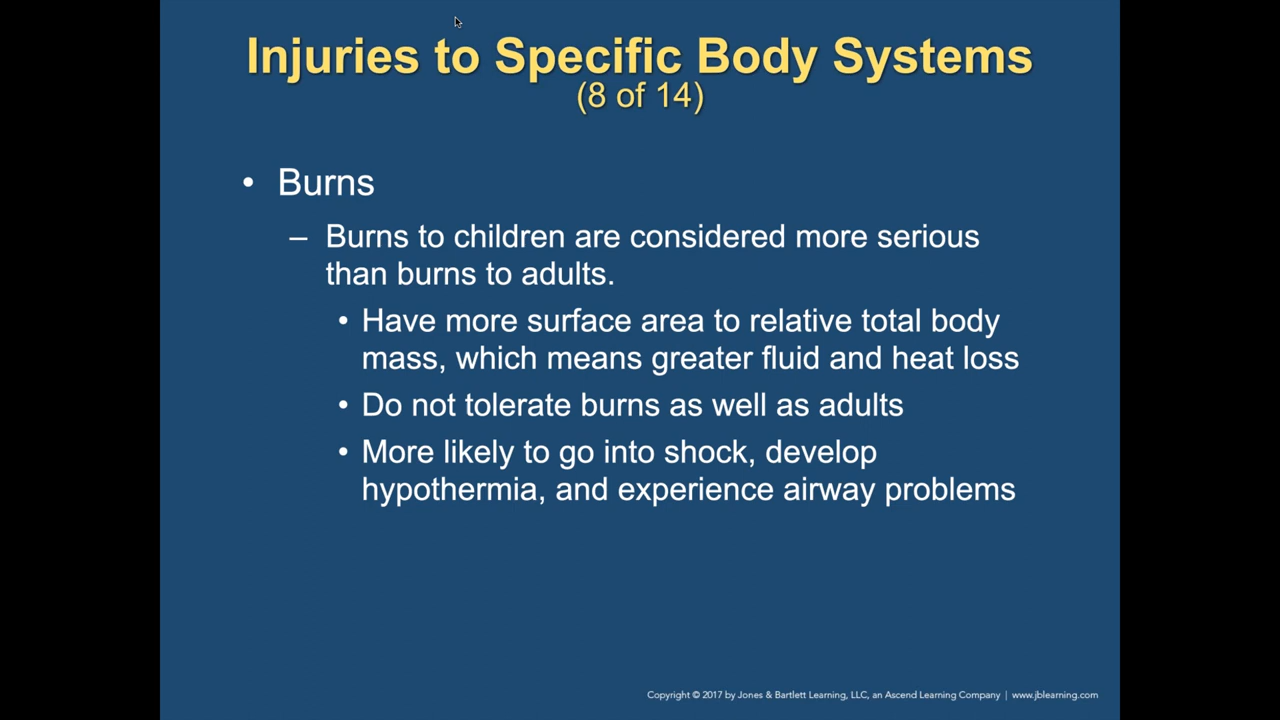 Injuries to Specific Body Systems
(8 of 14)
• Burns
– Burns to children are considered more serious
than burns to adults.
• Have more surface area to relative total body
mass, which means greater fluid and heat loss
• Do not tolerate burns as well as adults
• More likely to go into shock, develop
hypothermia, and experience airway problems
Copyright © 2017 by Jones & Bartlett Learning, LLC, an Ascend Learning Company | www.jblearning.com